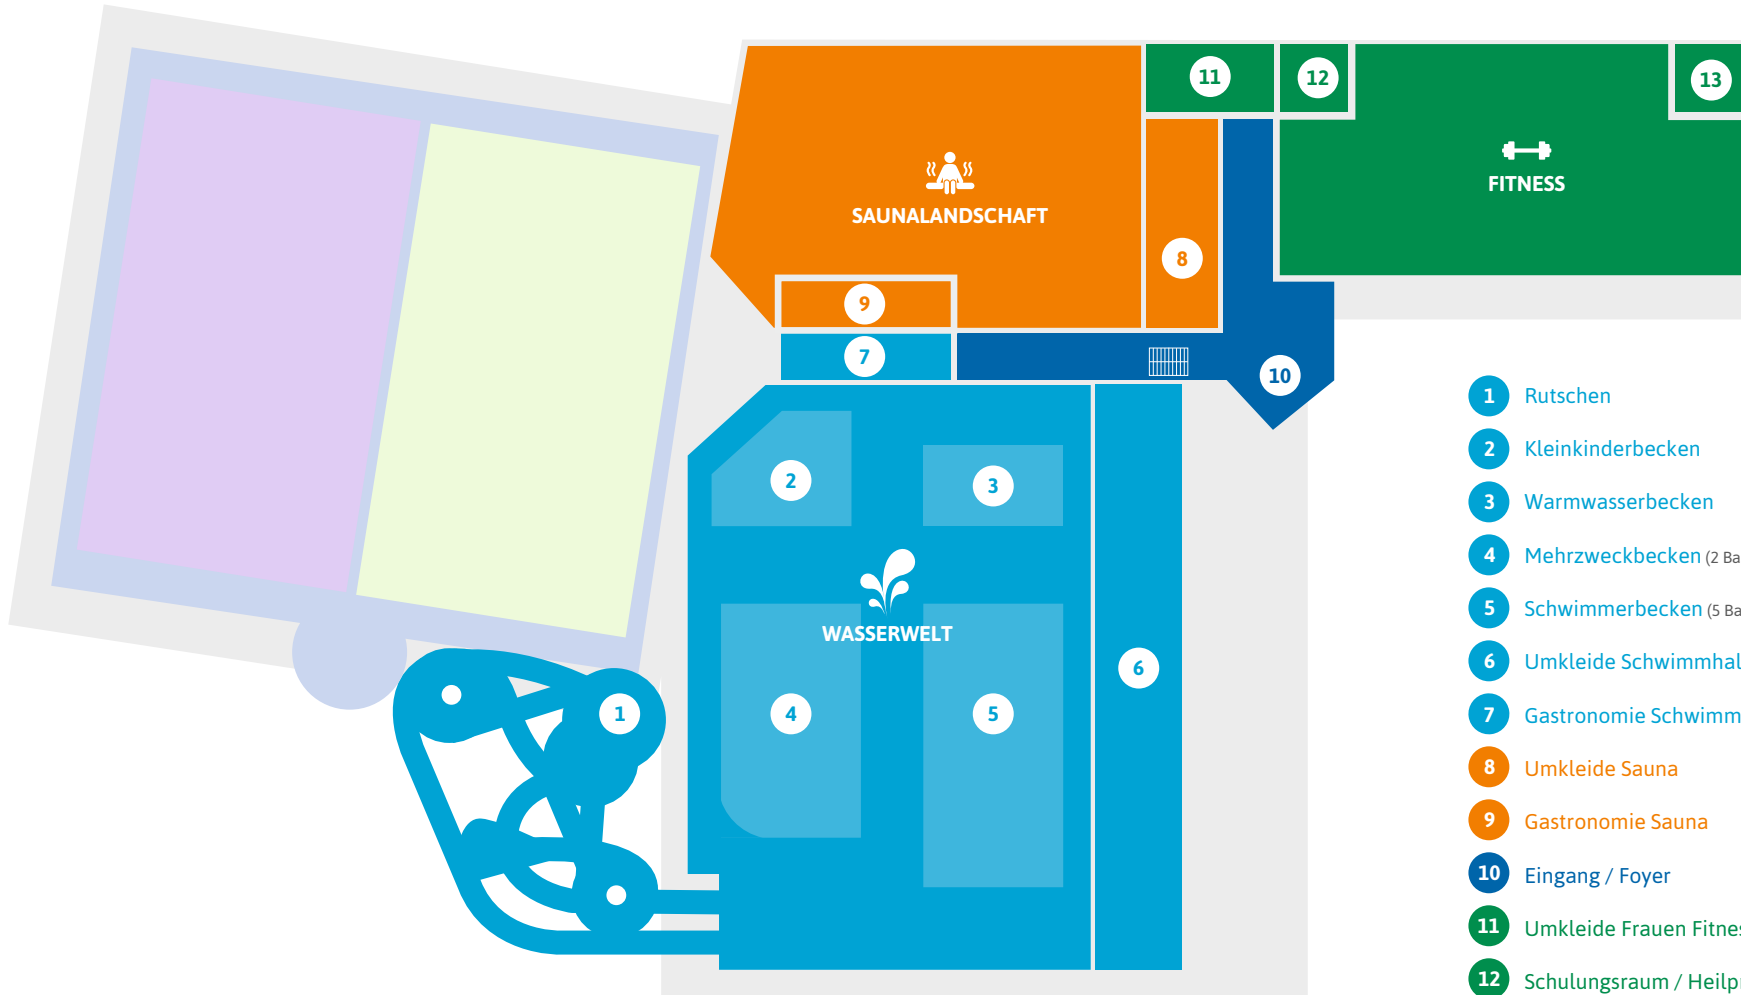 11
12
13
SAUNALANDSCHAFT
FITNESS
8
9
7
10
2
3
WASSERWELT
6
1
4
5
1 Rutschen
2 Kleinkinderbecken
3 Warmwasserbecken
4 Mehrzweckbecken (2 Ba
5 Schwimmerbecken (5 Ba
6 Umkleide Schwimmhal
7 Gastronomie Schwimm
8 Umkleide Sauna
9 Gastronomie Sauna
10 Eingang / Foyer
11 Umkleide Frauen Fitnes
12 Schulungsraum / Heilpr